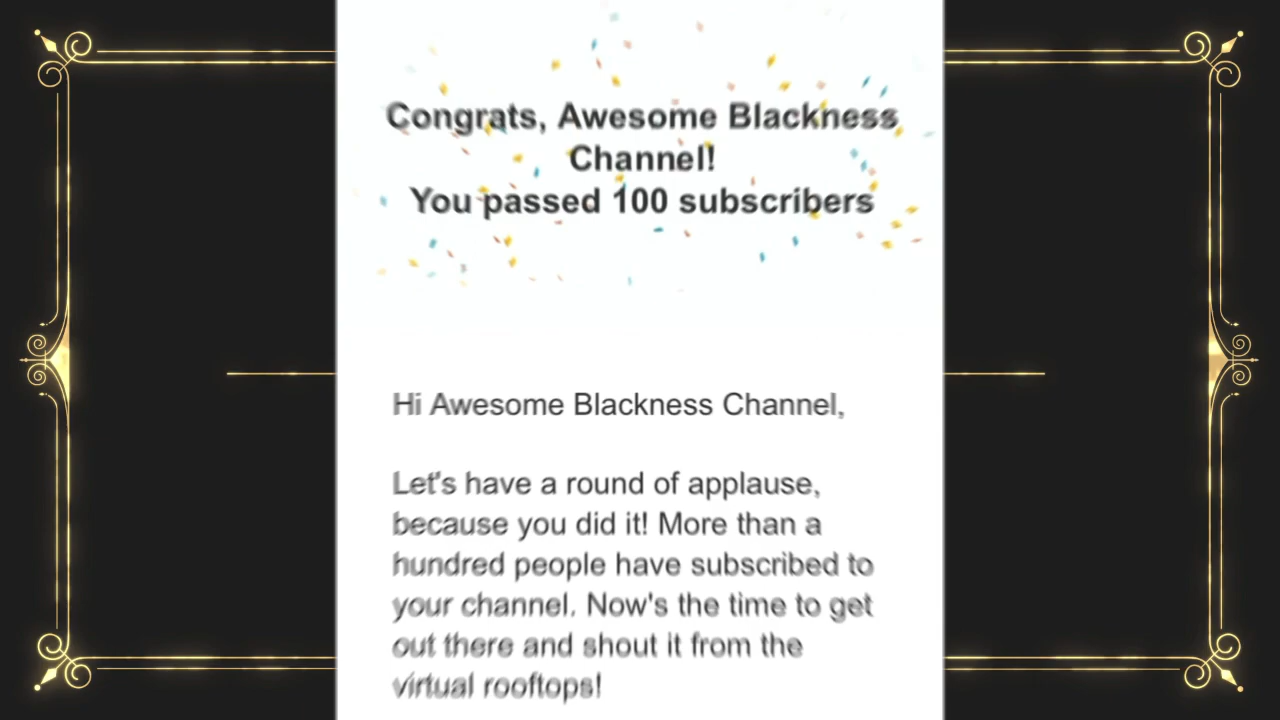 Congrats, Awesome Blackness
Channel!
You passed 100 subscribers
Hi Awesome Blackness Channel,
Let's have a round of applause,
because you did it! More than a
hundred people have subscribed to
your channel. Now's the time to get
out there and shout it from the
virtual rooftops!